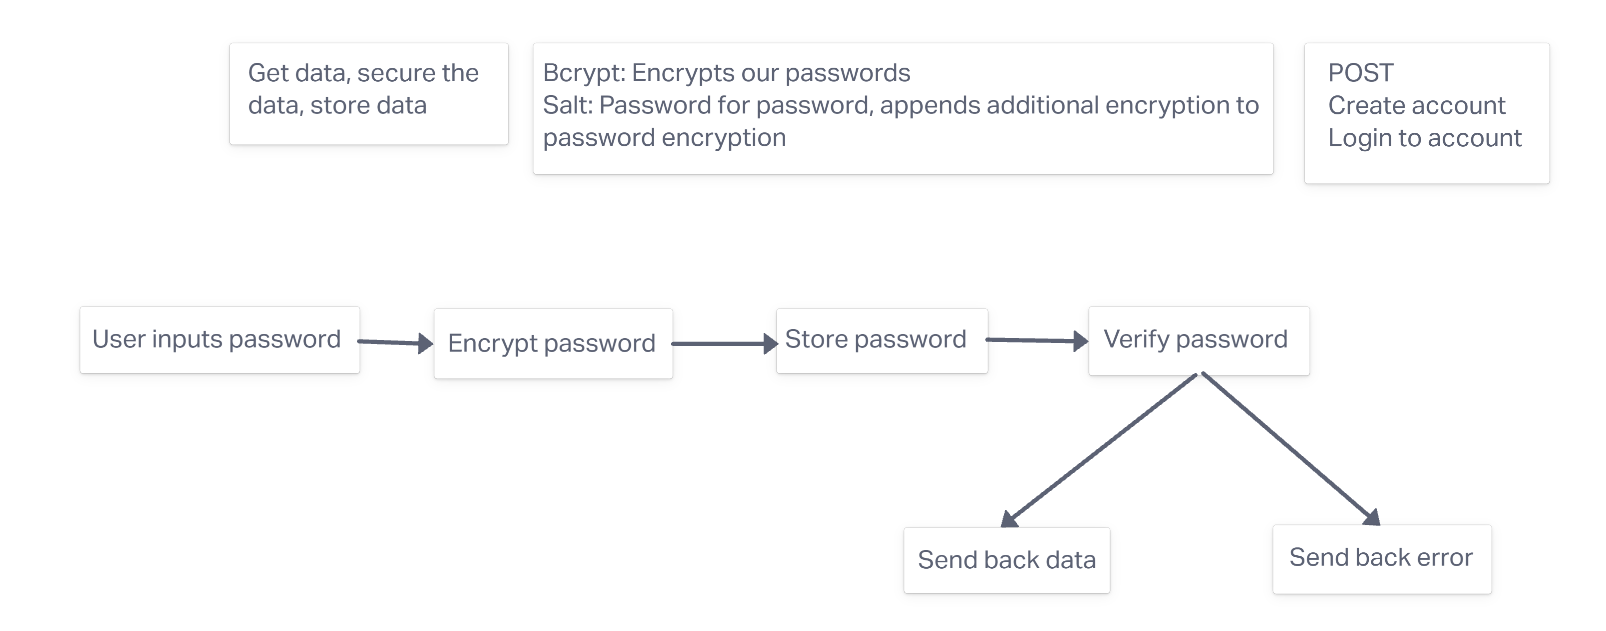 Get data, secure the
data, store data
Bcrypt: Encrypts our passwords
Salt: Password for password, appends additional encryption to
password encryption
POST
Create account
Login to account
User inputs password
Encrypt password
Store password
Verify password
Send back data
Send back error